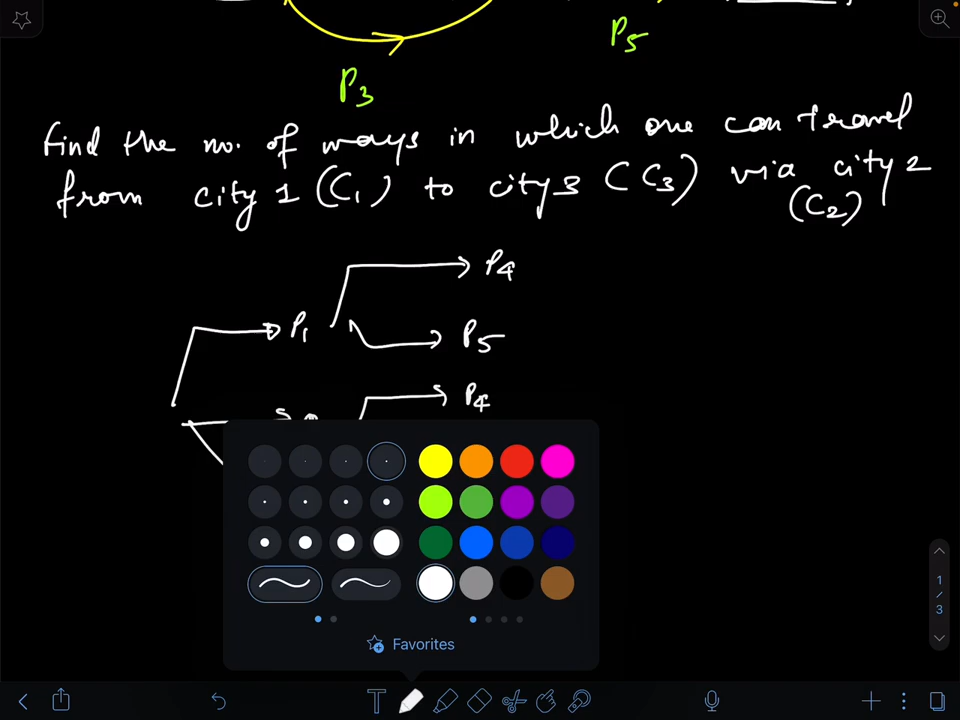 P5
P3
find the no. of ways in which one can travel
from city 1 (C1) to city 3 (C3) via city 2
(C2)
P4
P1
P5
P4
Favorites
1
/
3